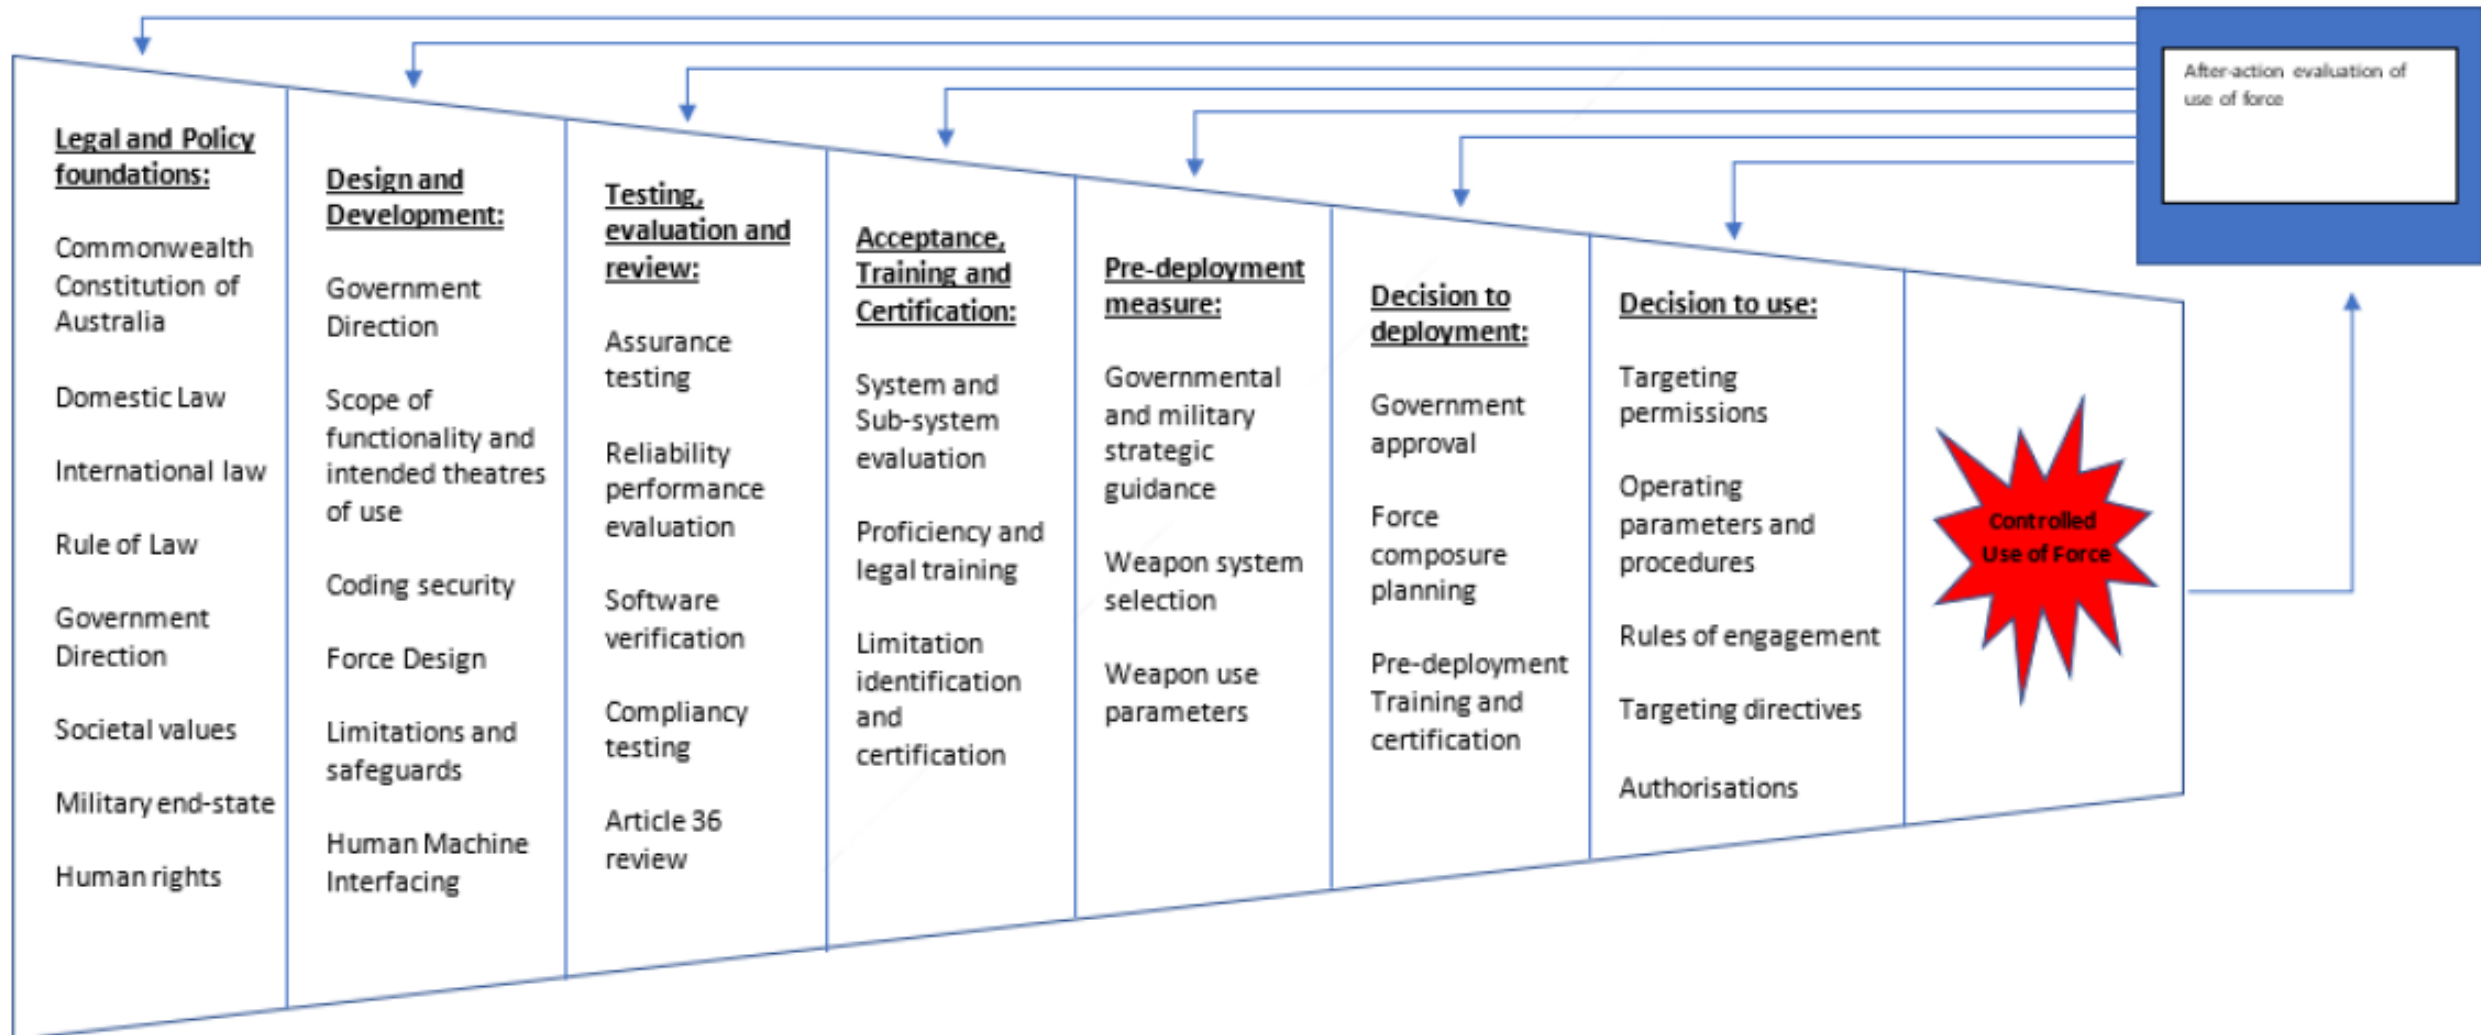 After-action evaluation of
use of force
Legal and Policy
foundations:
Commonwealth
Constitution of
Australia
Domestic Law
International law
Rule of Law
Government
Direction
Societal values
Military end-state
Human rights
Design and
Development:
Government
Direction
Scope of
functionality and
intended theatres
of use
Coding security
Force Design
Limitations and
safeguards
Human Machine
Interfacing
Testing,
evaluation and
review:
Assurance
testing
Reliability
performance
evaluation
Software
verification
Compliancy
testing
Article 36
review
Acceptance,
Training and
Certification:
System and
Sub-system
evaluation
Proficiency and
legal training
Limitation
identification
and
certification
Pre-deployment
measure:
Governmental
and military
strategic
guidance
Weapon system
selection
Weapon use
parameters
Decision to
deployment:
Government
approval
Force
composure
planning
Pre-deployment
Training and
certification
Decision to use:
Targeting
permissions
Operating
parameters and
procedures
Rules of engagement
Targeting directives
Authorisations
Controlled
Use of Force